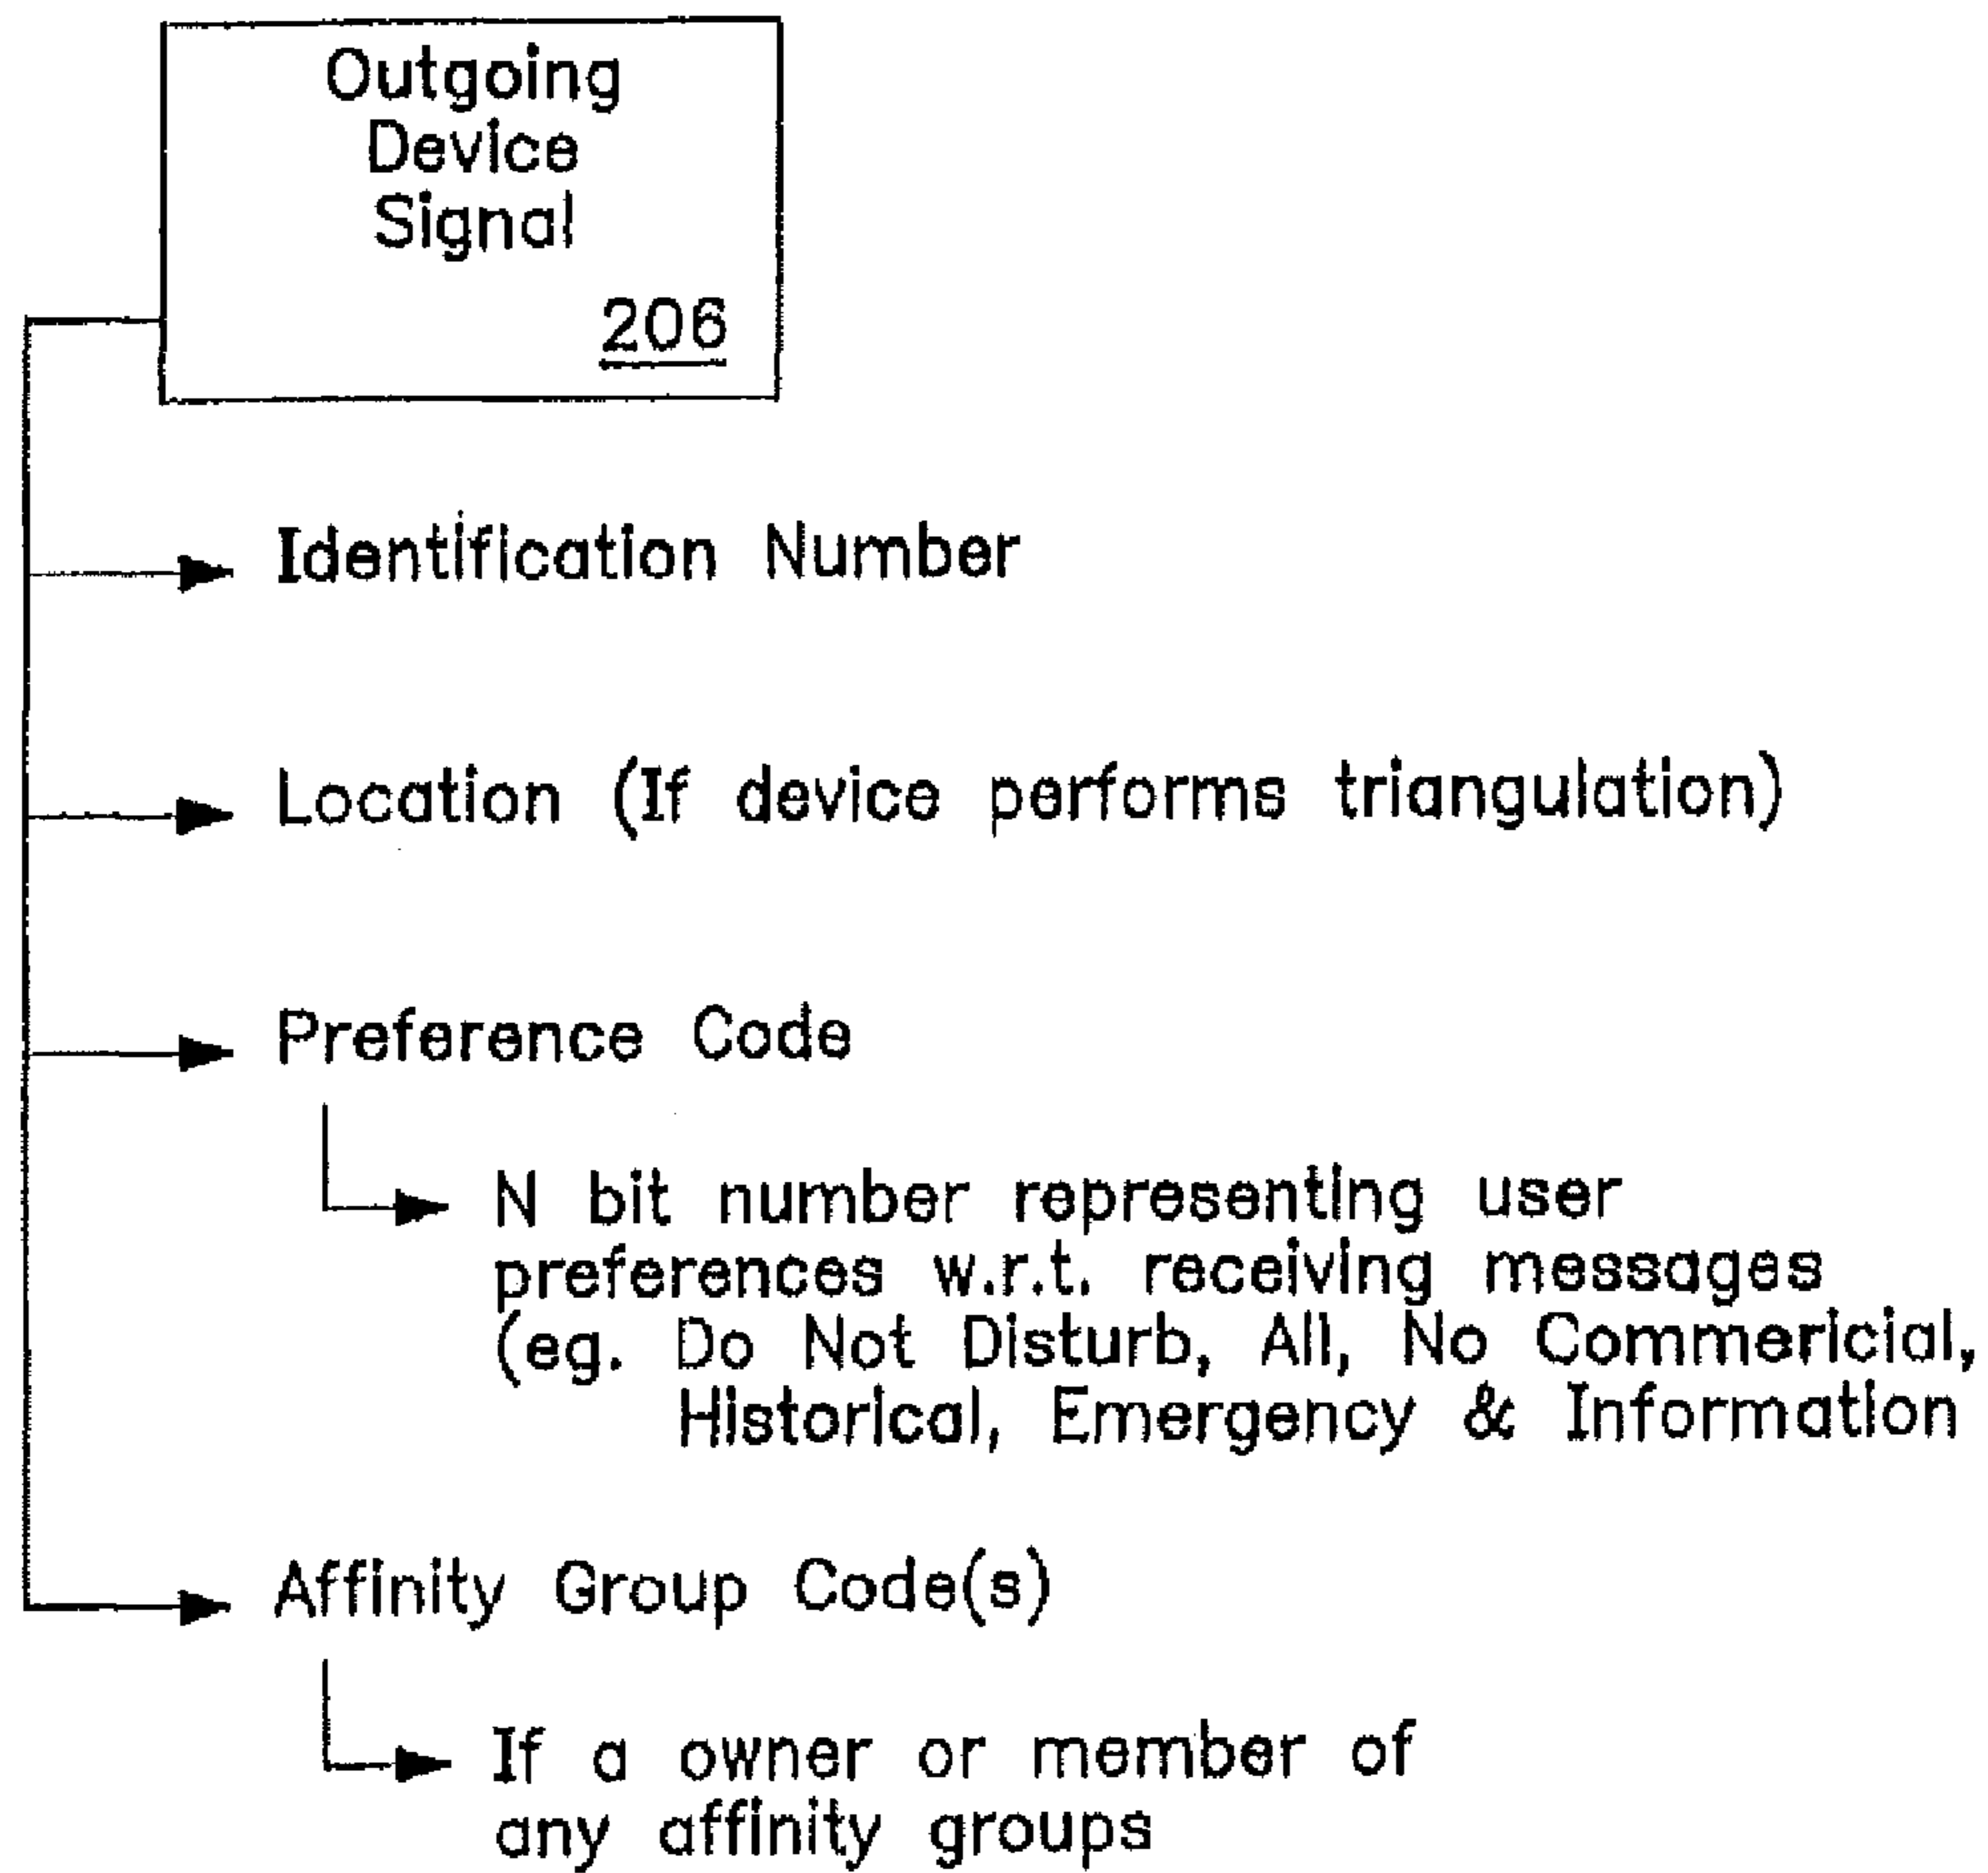 Outgoing
Device
Signal
206
Identification Number
Location (If device performs triangulation)
Preference Code
N bit number representing user
preferences w.r.t. receiving messages
(eg. Do Not Disturb, All, No Commericial,
Historical, Emergency & Information
Affinity Group Code(s)
If a owner or member of
any affinity groups